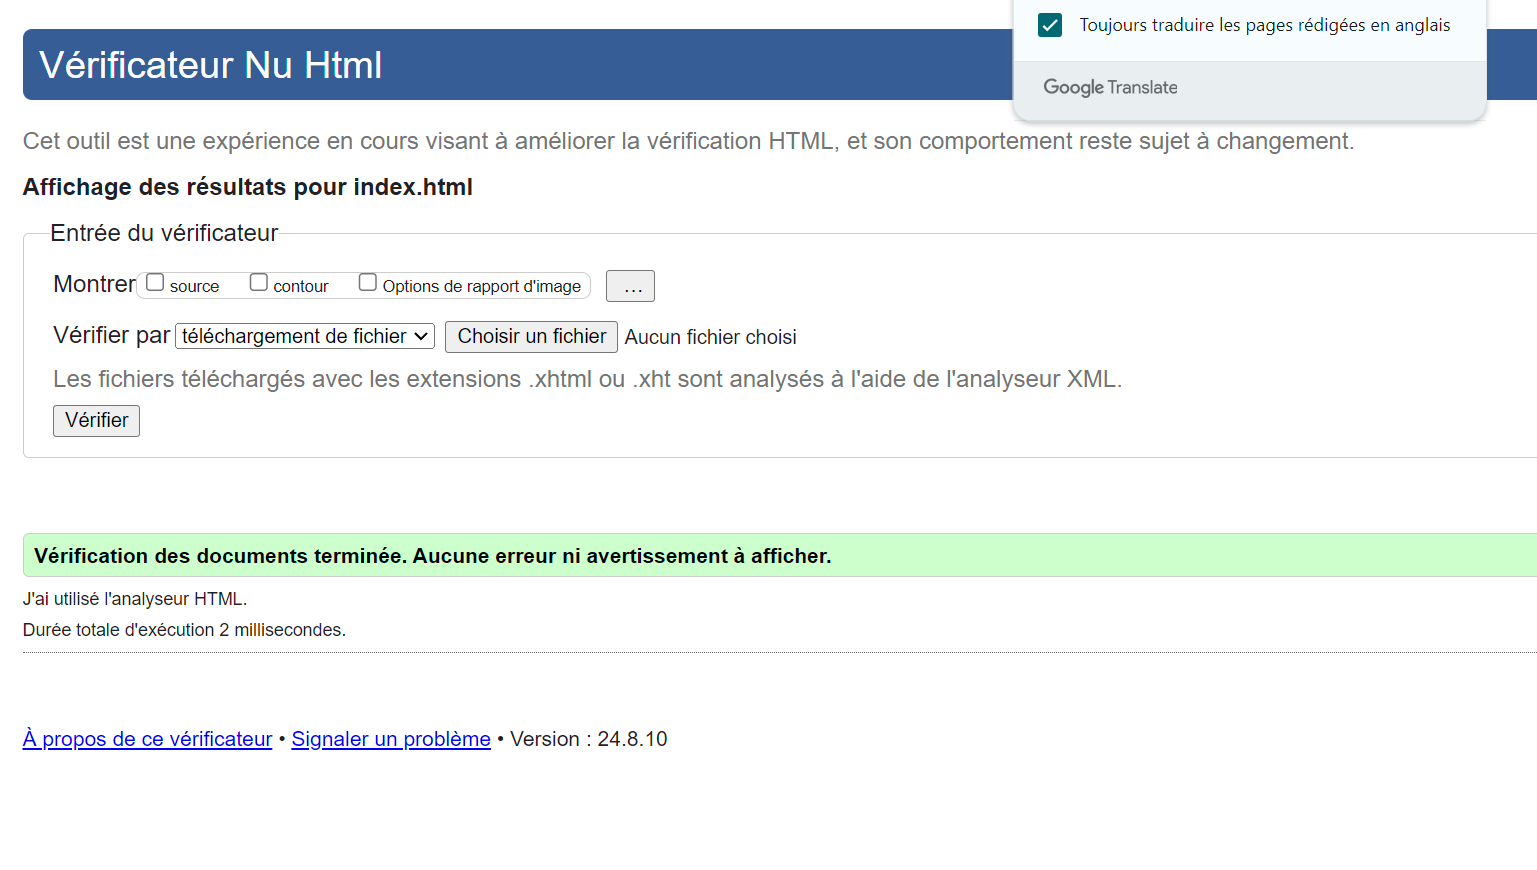 Toujours traduire les pages rédigées en anglais
Google Translate
Vérificateur Nu Html
Cet outil est une expérience en cours visant à améliorer la vérification HTML, et son comportement reste sujet à changement.
Affichage des résultats pour index.html
Entrée du vérificateur
Montrer source contour Options de rapport d'image ...
Vérifier par téléchargement de fichier Choisir un fichier Aucun fichier choisi
Les fichiers téléchargés avec les extensions .xhtml ou .xht sont analysés à l'aide de l'analyseur XML.
Vérifier
Vérification des documents terminée. Aucune erreur ni avertissement à afficher.
J'ai utilisé l'analyseur HTML.
Durée totale d'exécution 2 millisecondes.
À propos de ce vérificateur • Signaler un problème • Version : 24.8.10